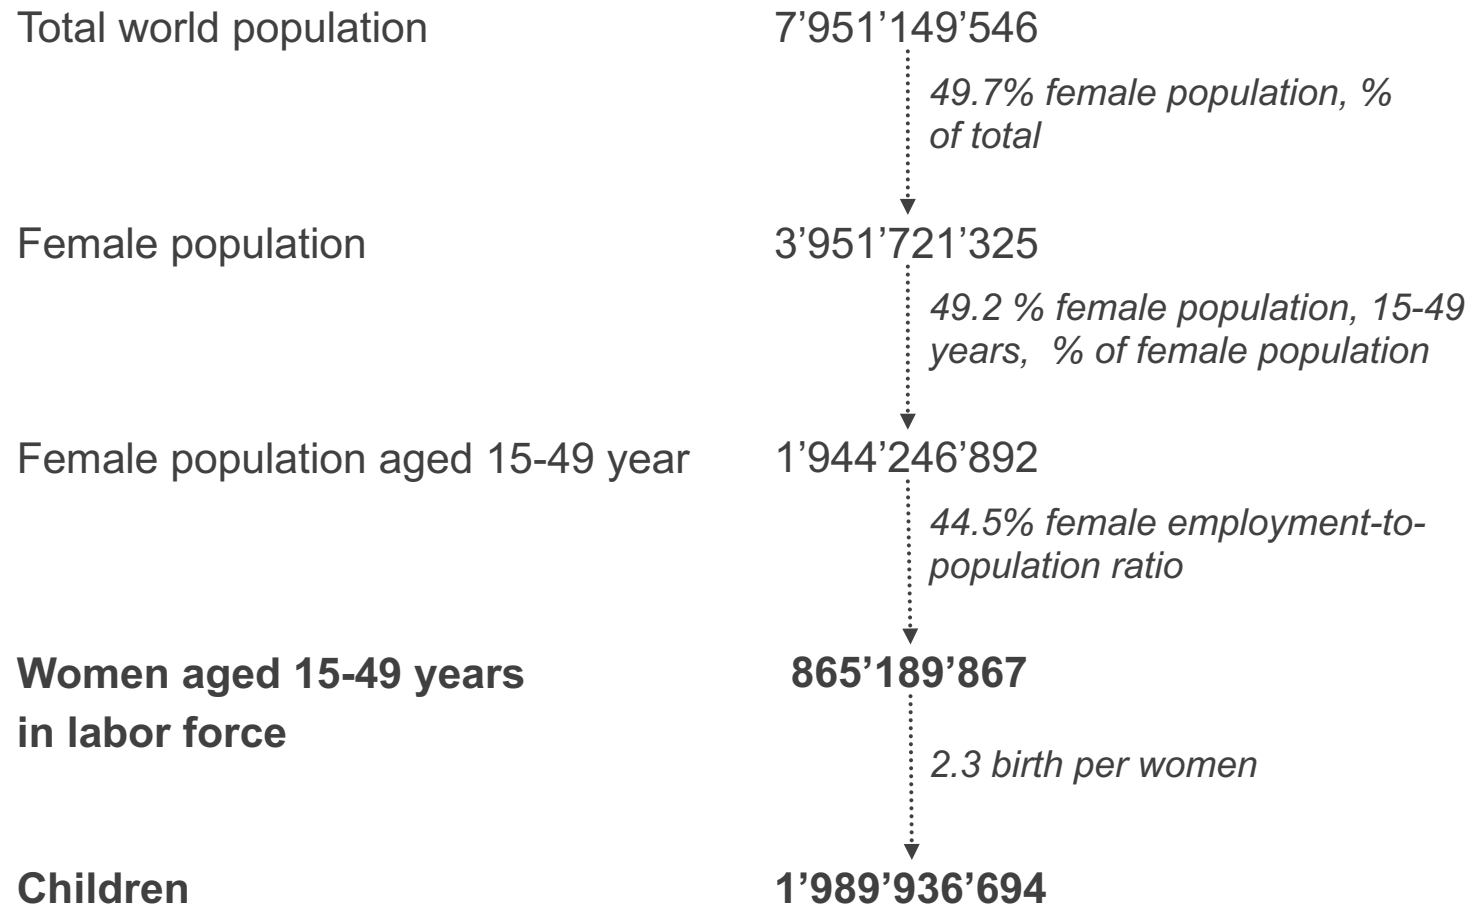 Total world population
7’951’149’546
49.7% female population, %
of total
Female population
3’951’721’325
49.2 % female population, 15-49
years, % of female population
Female population aged 15-49 year
1’944’246’892
44.5% female employment-to-
population ratio
Women aged 15-49 years
in labor force
865’189’867
2.3 birth per women
Children
1’989’936’694